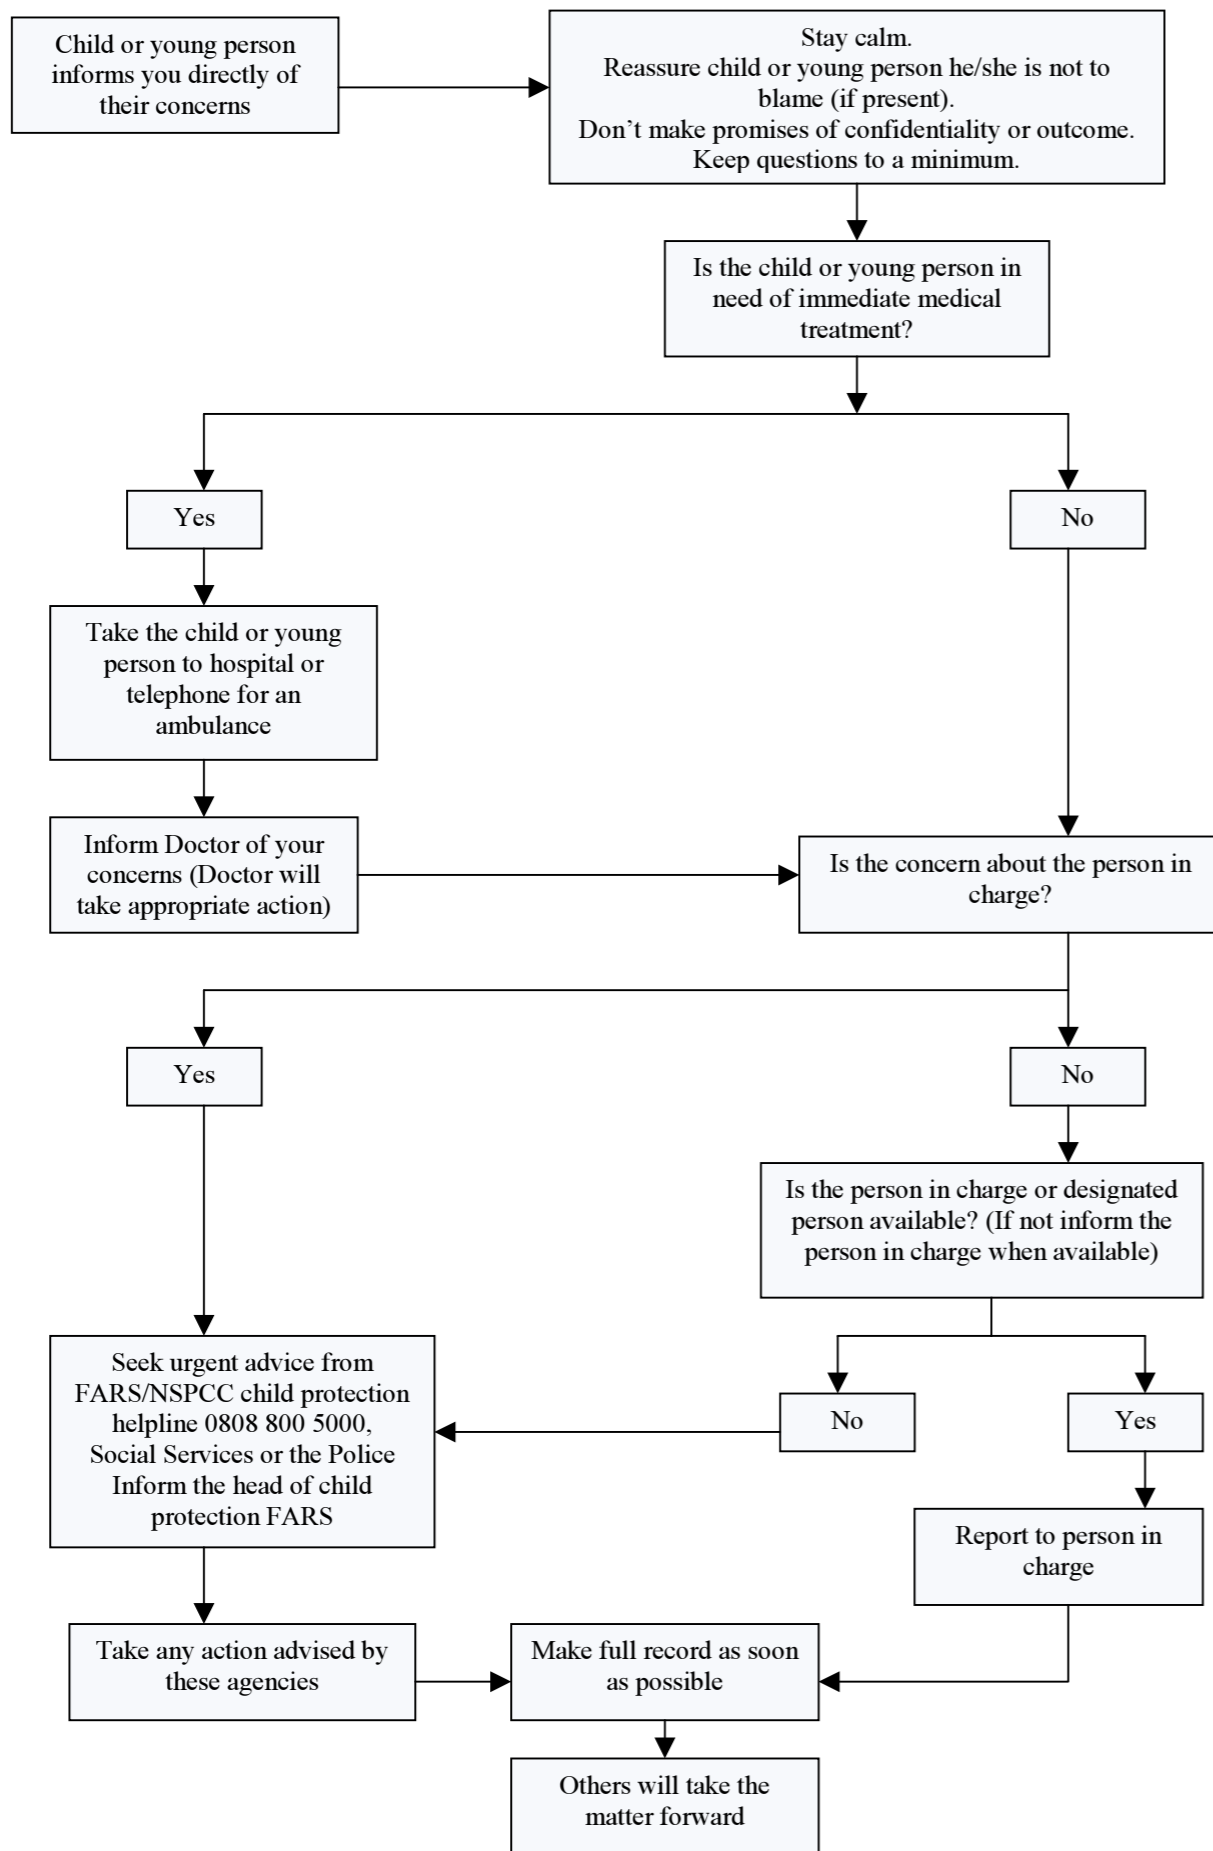 Child or young person
informs you directly of
their concerns
Stay calm.
Reassure child or young person he/she is not to
blame (if present).
Don't make promises of confidentiality or outcome.
Keep questions to a minimum.
Is the child or young person in
need of immediate medical
treatment?
Yes
No
Take the child or young
person to hospital or
telephone for an
ambulance
Inform Doctor of your
concerns (Doctor will
take appropriate action)
Is the concern about the person in
charge?
Yes
No
Is the person in charge or designated
person available? (If not inform the
person in charge when available)
No
Yes
Seek urgent advice from
FARS/NSPCC child protection
helpline 0808 800 5000,
Social Services or the Police
Inform the head of child
protection FARS
Report to person in
charge
Take any action advised by
these agencies
Make full record as soon
as possible
Others will take the
matter forward